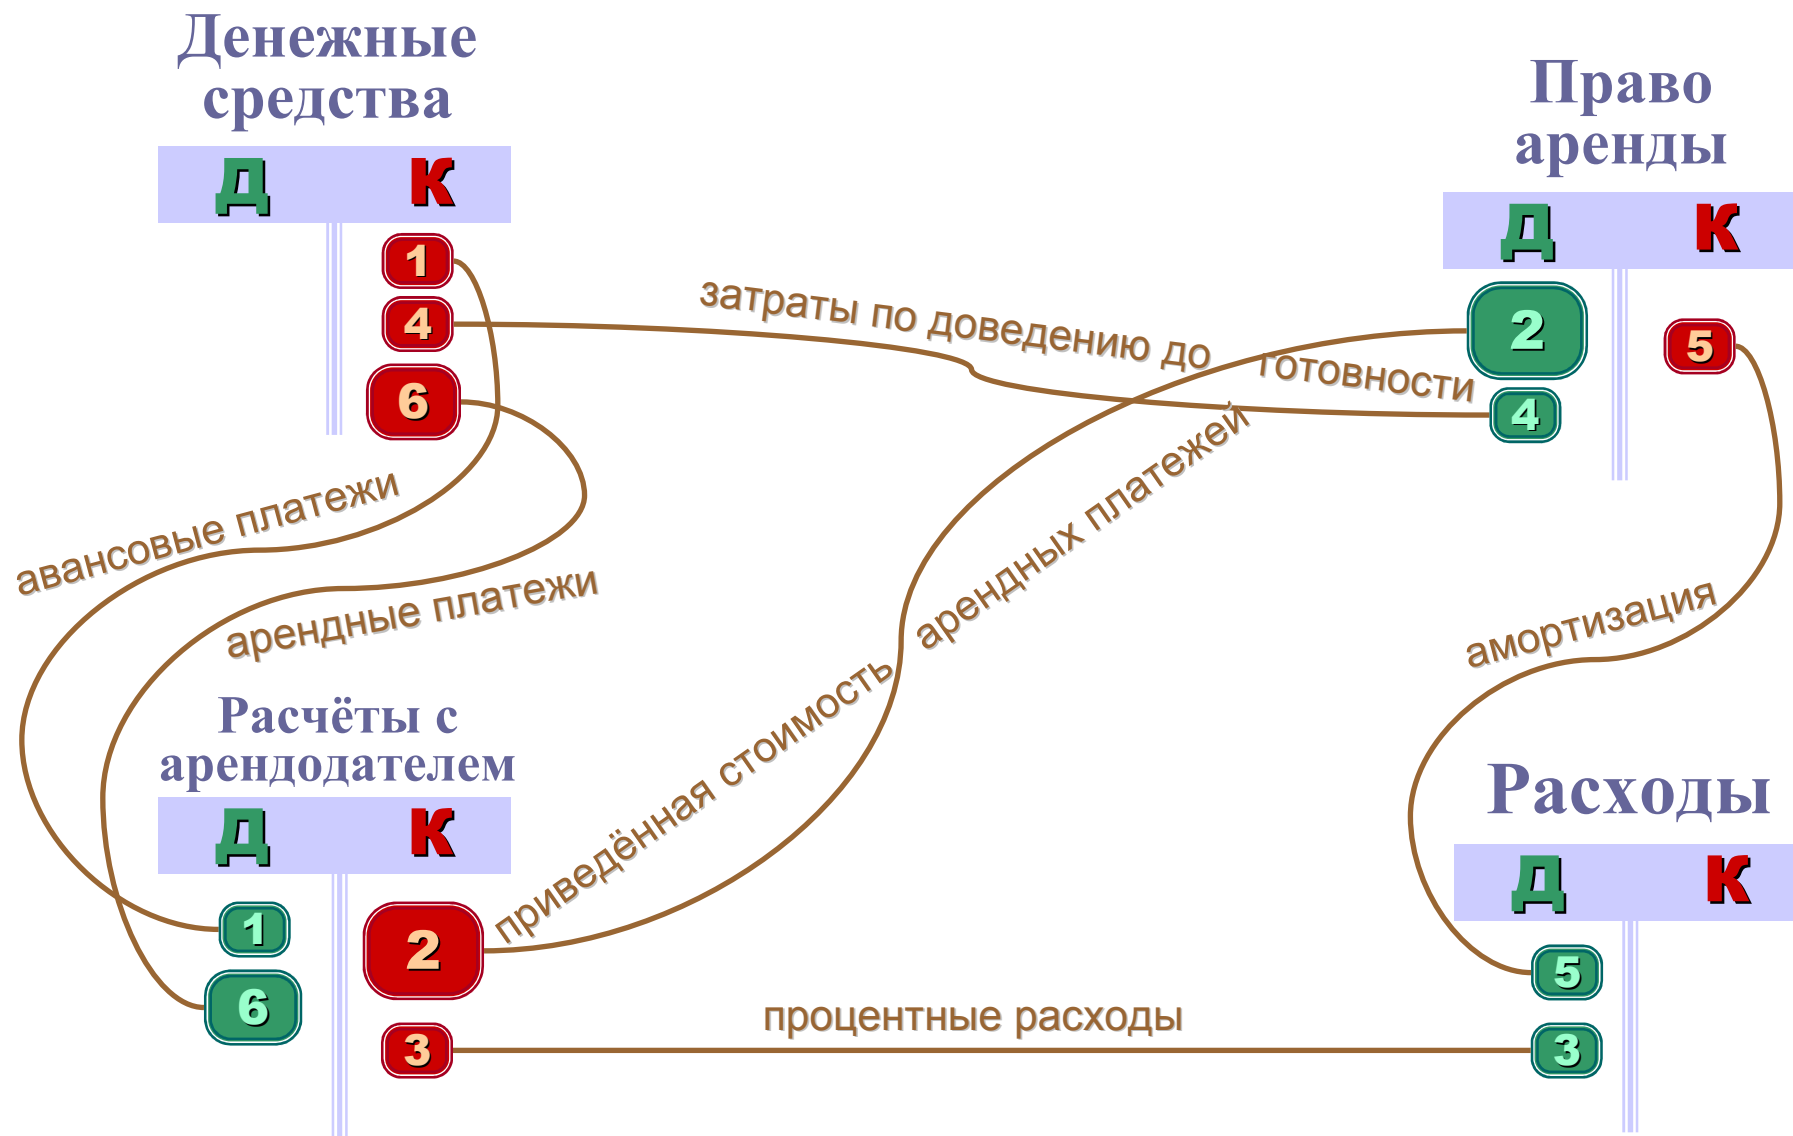 Денежные
средства
Д К
1
4
6
Право
аренды
Д К
2
5
4
затраты по доведению до готовности
авансовые платежи
арендные платежи
приведённая стоимость арендных платежей
амортизация
Расчёты с
арендодателем
Д К
1
2
6
3
Расходы
Д К
5
3
процентные расходы